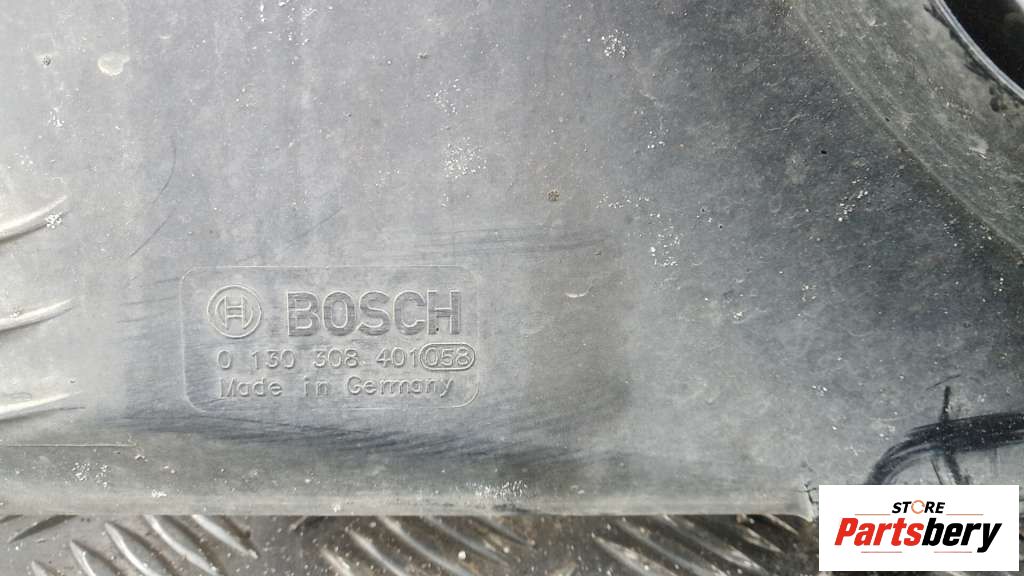 BOSCH
0 130 308 401 058
Made in Germany
STORE
Partsbery